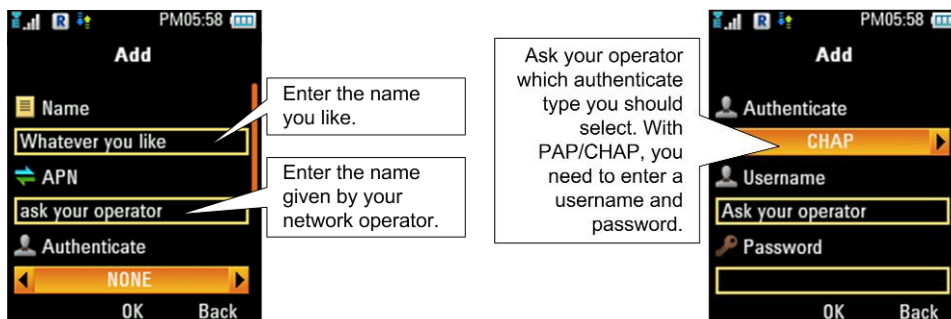 PM05:58
Add
Name
Whatever you like
APN
ask your operator
Authenticate
NONE
OK Back
Enter the name
you like.
Enter the name
given by your
network operator.
Ask your operator
which authenticate
type you should
select. With
PAP/CHAP, you
need to enter a
username and
password.
R PM05:58
Add
Authenticate
CHAP
Username
Ask your operator
Password
OK Back